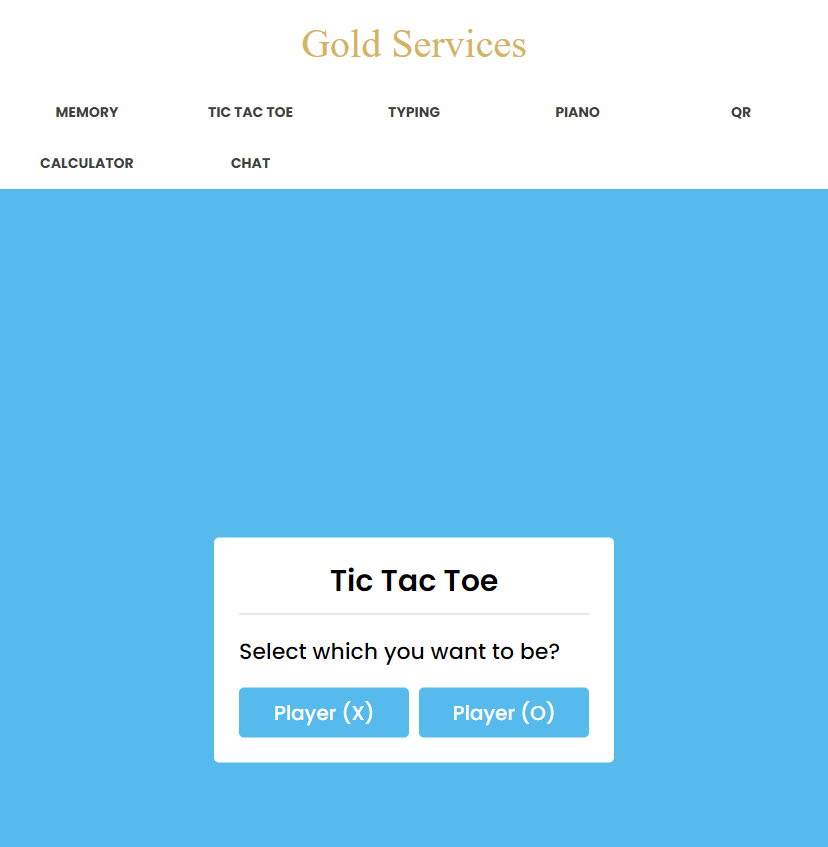 Gold Services
MEMORY TIC TAC TOE TYPING PIANO QR
CALCULATOR CHAT
Tic Tac Toe
Select which you want to be?
Player (X) Player (O)